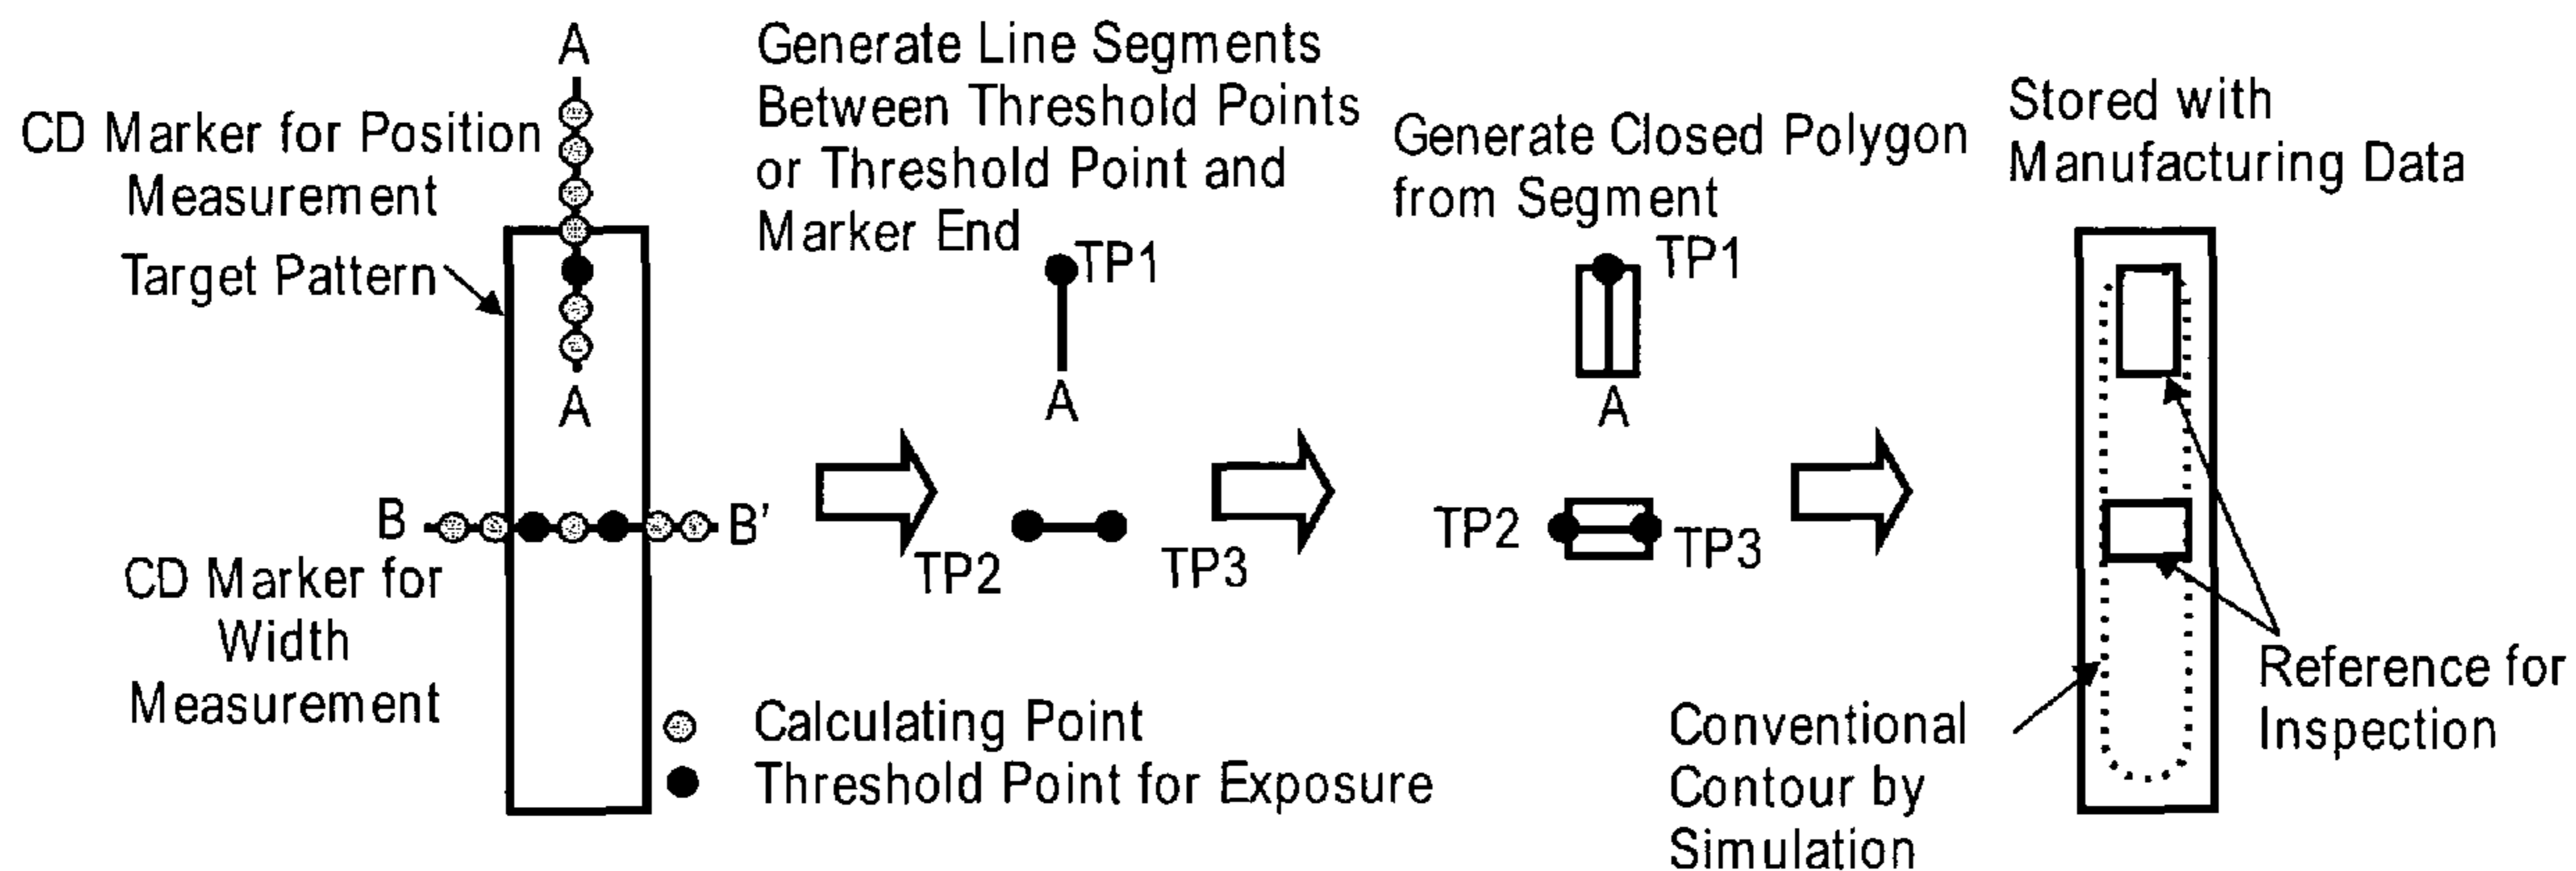 A
CD Marker for Position
Measurement
Target Pattern
A
B
B'
CD Marker for
Width
Measurement
Calculating Point
Threshold Point for Exposure
Generate Line Segments
Between Threshold Points
or Threshold Point and
Marker End
TP1
A
TP2
TP3
Generate Closed Polygon
from Segment
TP1
A
TP2
TP3
Stored with
Manufacturing Data
Reference for
Inspection
Conventional
Contour by
Simulation